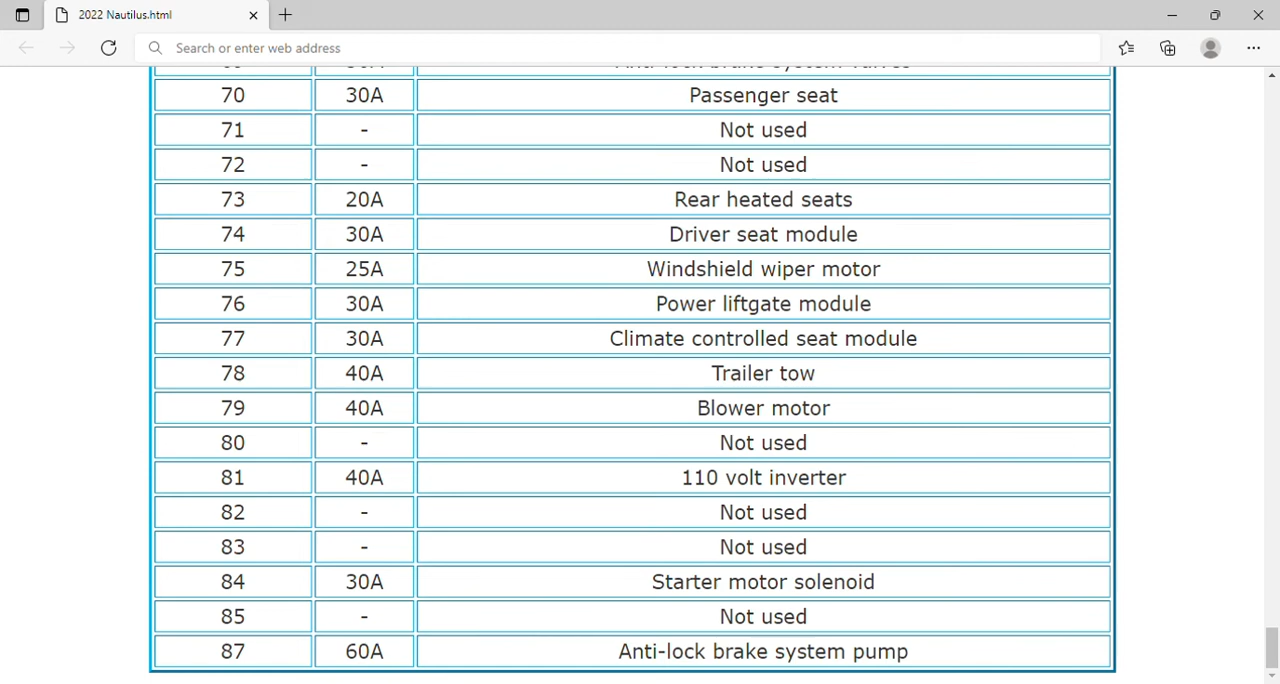 2022 Nautilus.html
Search or enter web address
70 30A Passenger seat
71 - Not used
72 - Not used
73 20A Rear heated seats
74 30A Driver seat module
75 25A Windshield wiper motor
76 30A Power liftgate module
77 30A Climate controlled seat module
78 40A Trailer tow
79 40A Blower motor
80 - Not used
81 40A 110 volt inverter
82 - Not used
83 - Not used
84 30A Starter motor solenoid
85 - Not used
87 60A Anti-lock brake system pump